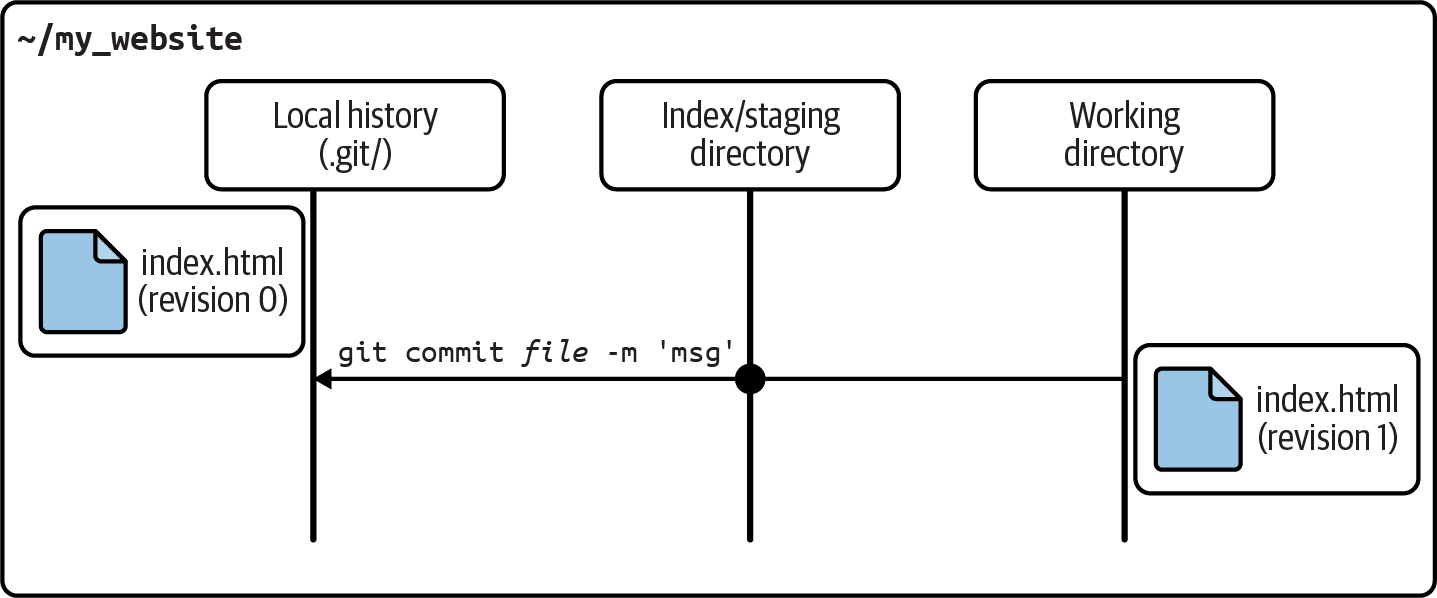 ~/my_website
Local history
(.git/)
Index/staging
directory
Working
directory
index.html
(revision 0)
git commit file -m 'msg'
index.html
(revision 1)